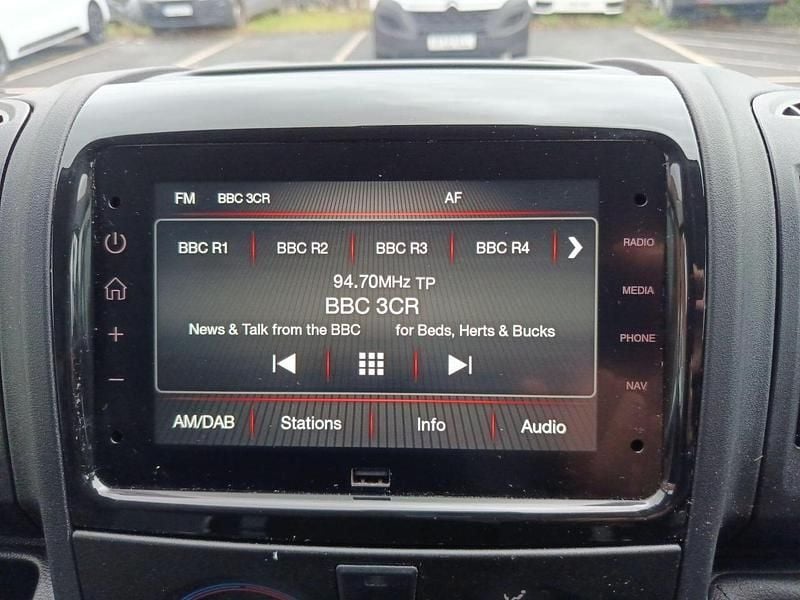 FM BBC 3CR AF
BBC R1 BBC R2 BBC R3 BBC R4
94.70MHz TP
BBC 3CR
News & Talk from the BBC for Beds, Herts & Bucks
AM/DAB Stations Info Audio
RADIO
MEDIA
PHONE
NAV